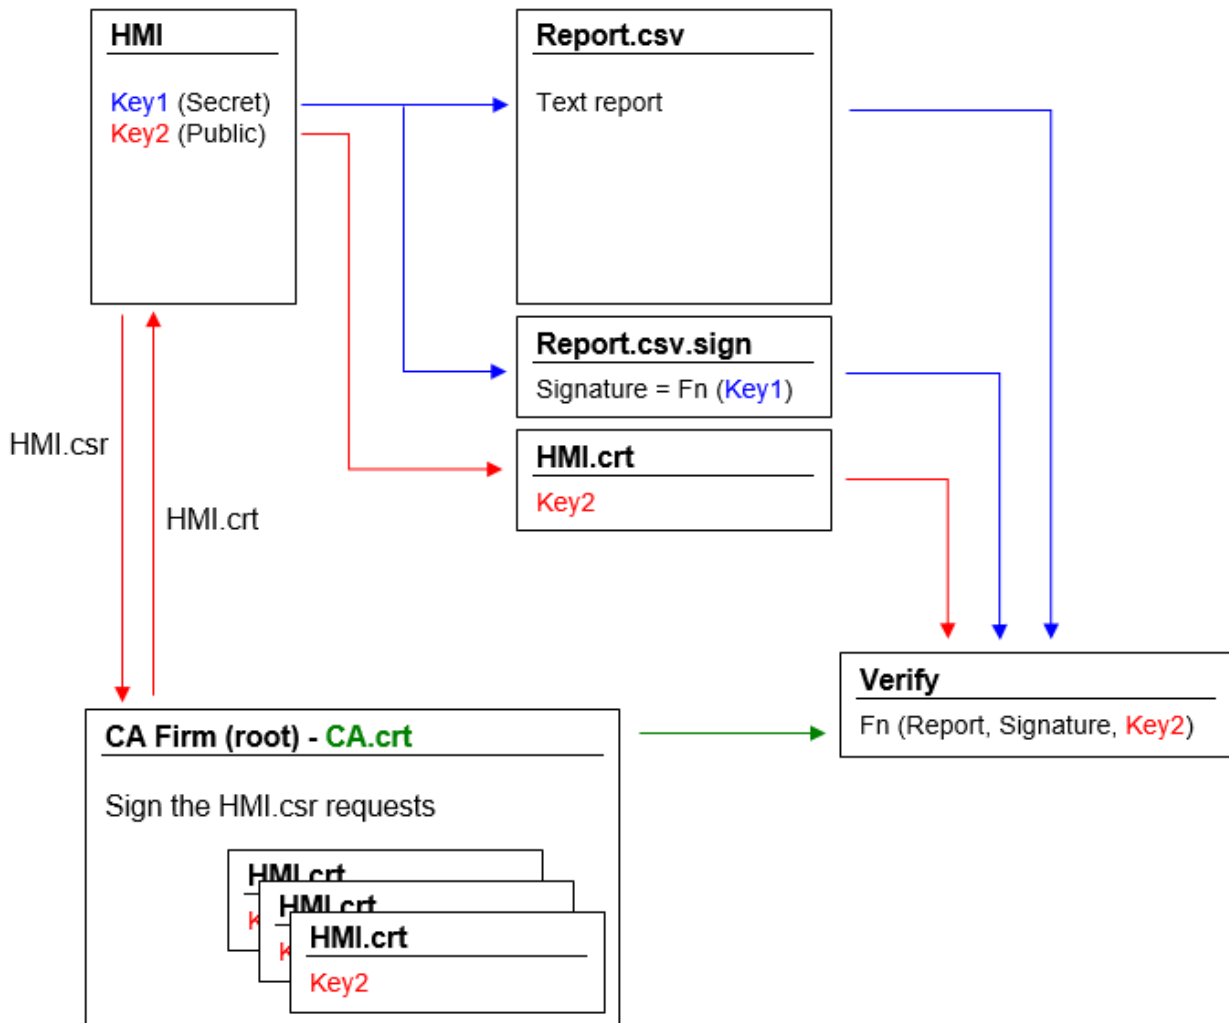 HMI
Key1 (Secret)
Key2 (Public)
Report.csv
Text report
Report.csv.sign
Signature = Fn (Key1)
HMI.crt
Key2
HMI.csr
HMI.crt
Verify
Fn (Report, Signature, Key2)
CA Firm (root) - CA.crt
Sign the HMI.csr requests
HMI.crt
HMI.crt
HMI.crt
Key2